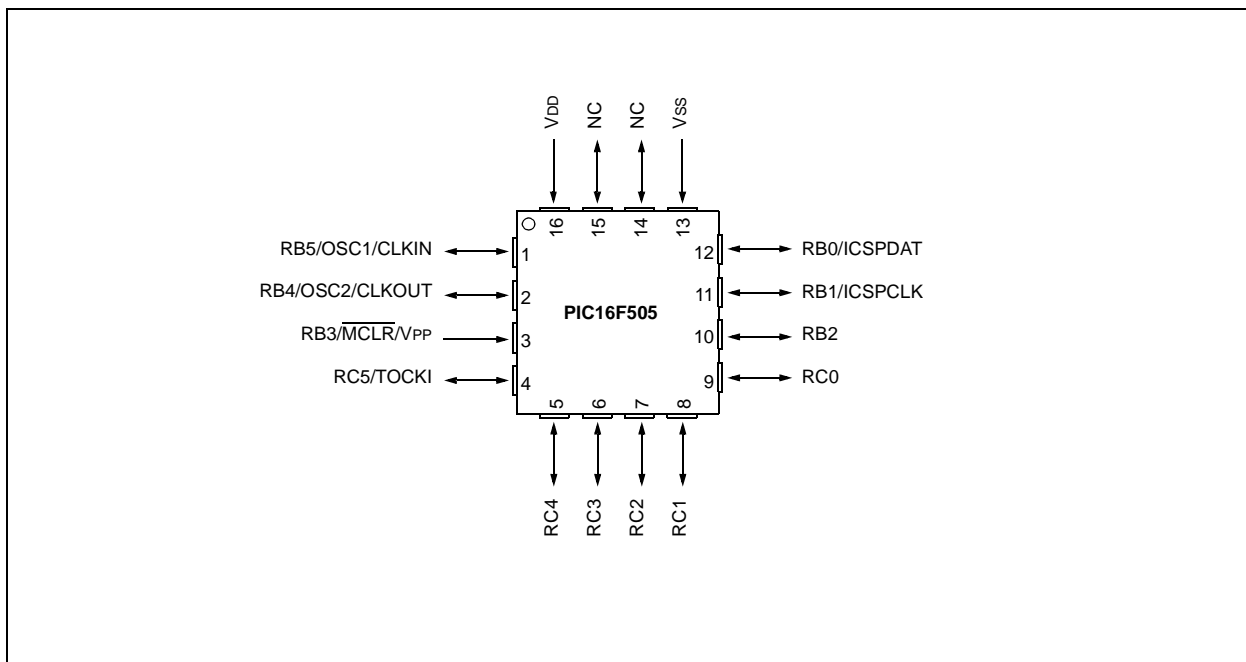 VDD
NC
NC
VSS
16
15
14
13
RB5/OSC1/CLKIN
1
12
RB0/ICSPDAT
RB4/OSC2/CLKOUT
2
11
RB1/ICSPCLK
PIC16F505
RB3/MCLR/VPP
3
10
RB2
RC5/TOCKI
4
9
RC0
5
6
7
8
RC4
RC3
RC2
RC1